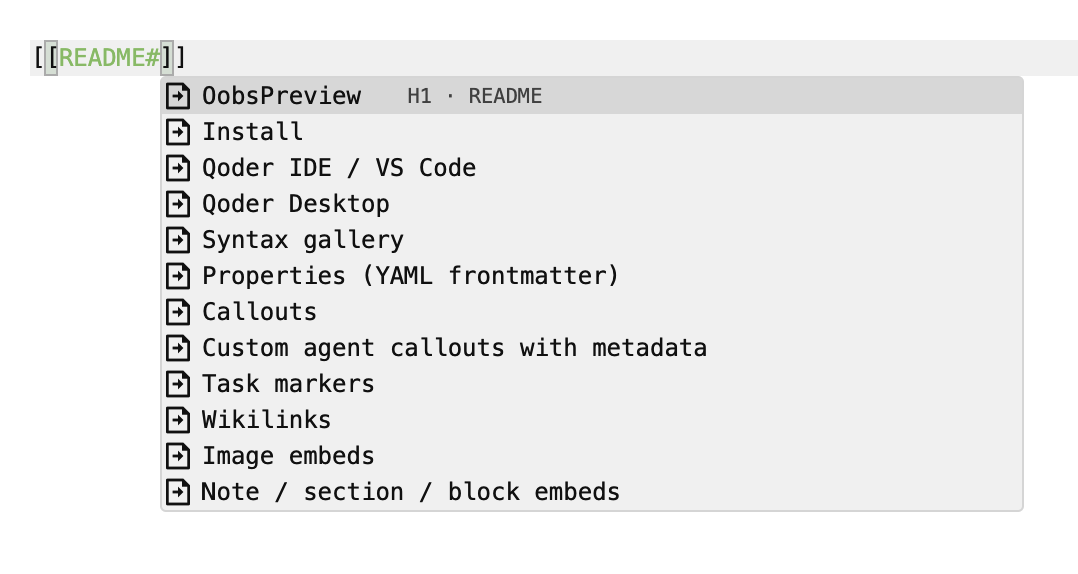 [[README#]]
OobsPreview H1 · README
Install
Qoder IDE / VS Code
Qoder Desktop
Syntax gallery
Properties (YAML frontmatter)
Callouts
Custom agent callouts with metadata
Task markers
Wikilinks
Image embeds
Note / section / block embeds